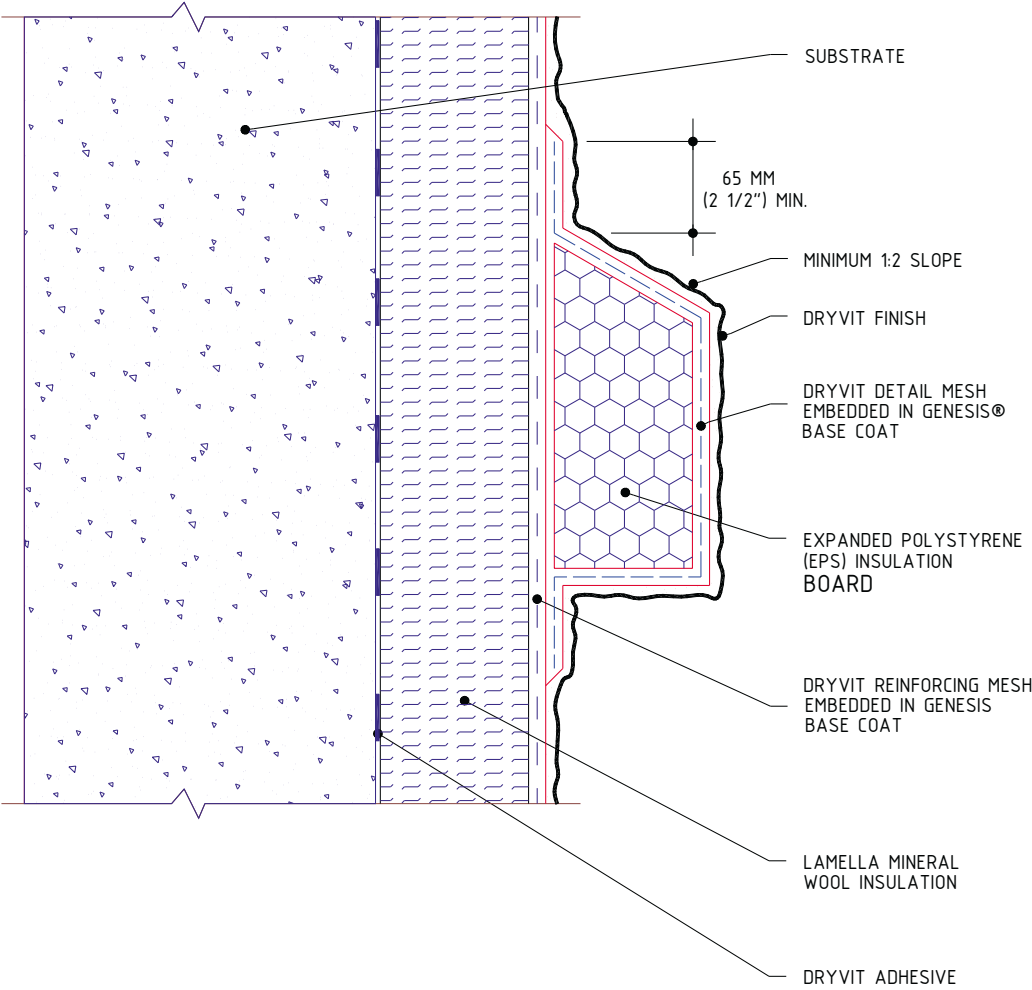 SUBSTRATE
65 MM
(2 1/2") MIN.
MINIMUM 1:2 SLOPE
DRYVIT FINISH
DRYVIT DETAIL MESH
EMBEDDED IN GENESIS®
BASE COAT
EXPANDED POLYSTYRENE
(EPS) INSULATION
BOARD
DRYVIT REINFORCING MESH
EMBEDDED IN GENESIS
BASE COAT
LAMELLA MINERAL
WOOL INSULATION
DRYVIT ADHESIVE